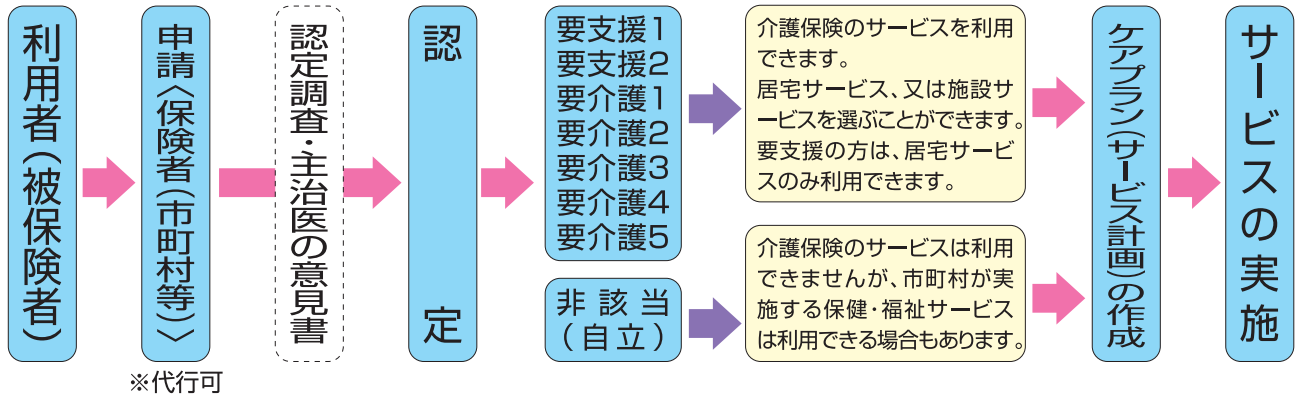 利用者(被保険者)
申請〈保険者(市町村等)〉
※代行可
認定調査・主治医の意見書
認定
要支援1
要支援2
要介護1
要介護2
要介護3
要介護4
要介護5
非該当
(自立)
介護保険のサービスを利用
できます。
居宅サービス、又は施設サ
ービスを選ぶことができます。
要支援の方は、居宅サービ
スのみ利用できます。
介護保険のサービスは利用
できませんが、市町村が実
施する保健・福祉サービス
は利用できる場合もあります。
ケアプラン(サービス計画)の作成
サービスの実施